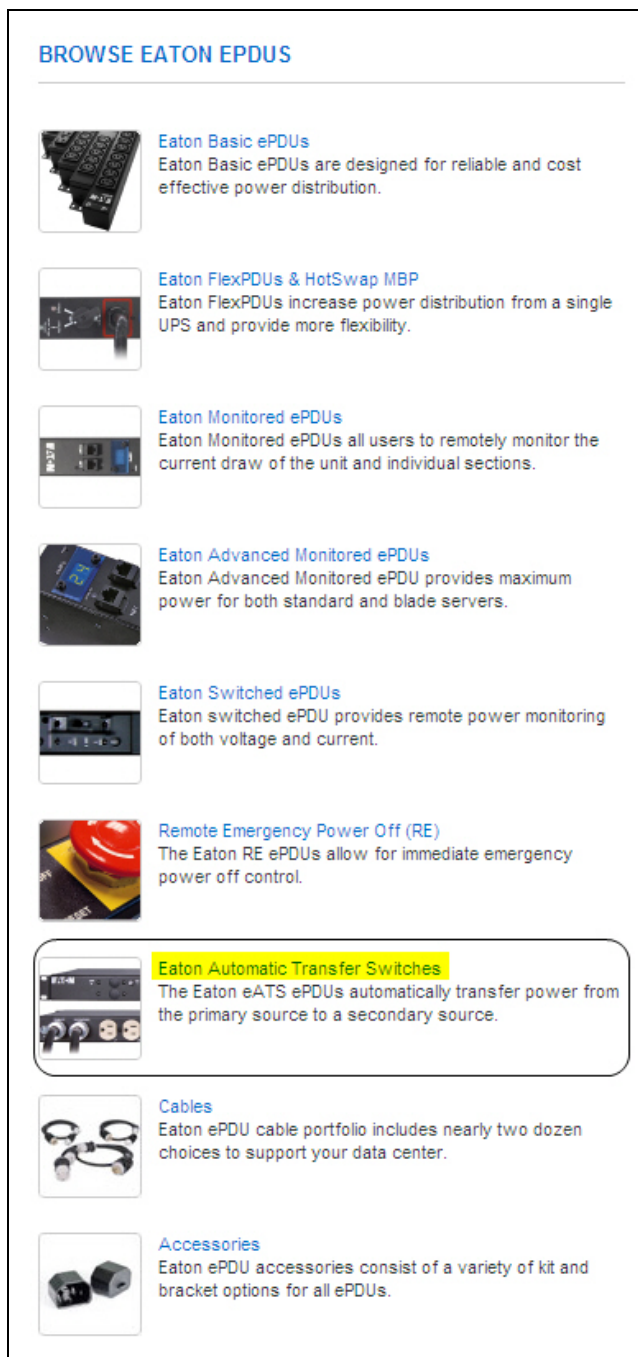 BROWSE EATON EPDUS
Eaton Basic ePDUs
Eaton Basic ePDUs are designed for reliable and cost
effective power distribution.
Eaton FlexPDUs & HotSwap MBP
Eaton FlexPDUs increase power distribution from a single
UPS and provide more flexibility.
Eaton Monitored ePDUs
Eaton Monitored ePDUs all users to remotely monitor the
current draw of the unit and individual sections.
Eaton Advanced Monitored ePDUs
Eaton Advanced Monitored ePDU provides maximum
power for both standard and blade servers.
Eaton Switched ePDUs
Eaton switched ePDU provides remote power monitoring
of both voltage and current.
Remote Emergency Power Off (RE)
The Eaton RE ePDUs allow for immediate emergency
power off control.
Eaton Automatic Transfer Switches
The Eaton eATS ePDUs automatically transfer power from
the primary source to a secondary source.
Cables
Eaton ePDU cable portfolio includes nearly two dozen
choices to support your data center.
Accessories
Eaton ePDU accessories consist of a variety of kit and
bracket options for all ePDUs.